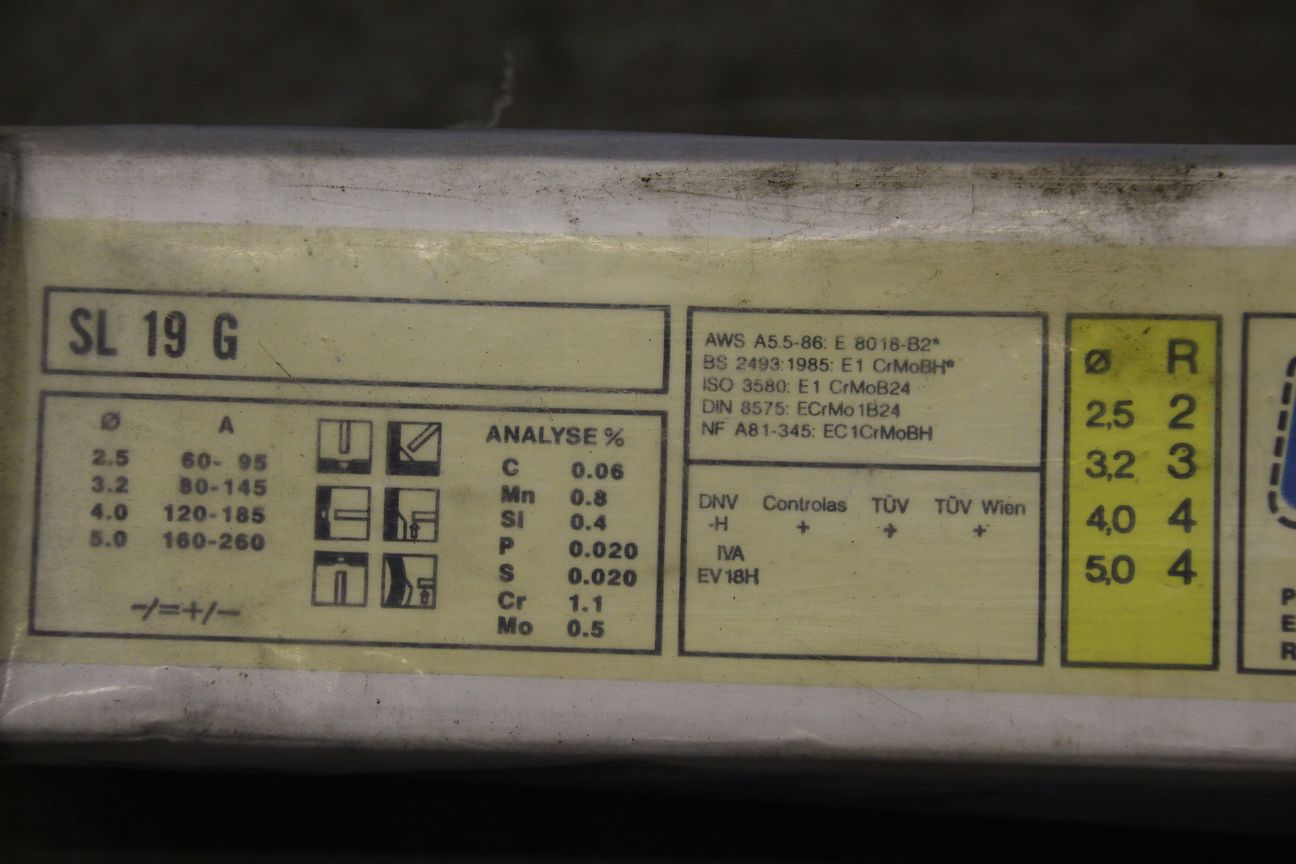 SL 19 G
Ø A
2.5 60- 95
3.2 80-145
4.0 120-185
5.0 160-260
-/=+/-
ANALYSE %
C 0.06
Mn 0.8
Si 0.4
P 0.020
S 0.020
Cr 1.1
Mo 0.5
AWS A5.5-86: E 8018-B2*
BS 2493:1985: E1 CrMoBH*
ISO 3580: E1 CrMoB24
DIN 8575: ECrMo1B24
NF A81-345: EC1CrMoBH
DNV Controlas TÜV TÜV Wien
-H + + +
IVA
EV18H
Ø R
2,5 2
3,2 3
4,0 4
5,0 4
P
E
R